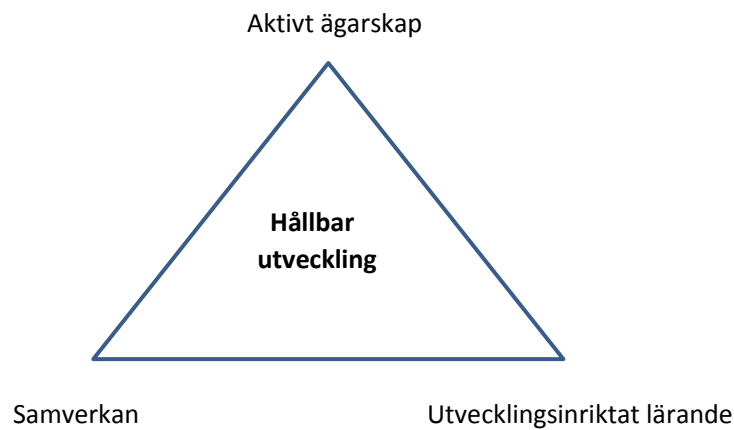 Aktivt ägarskap
Hållbar
utveckling
Samverkan
Utvecklingsinriktat lärande